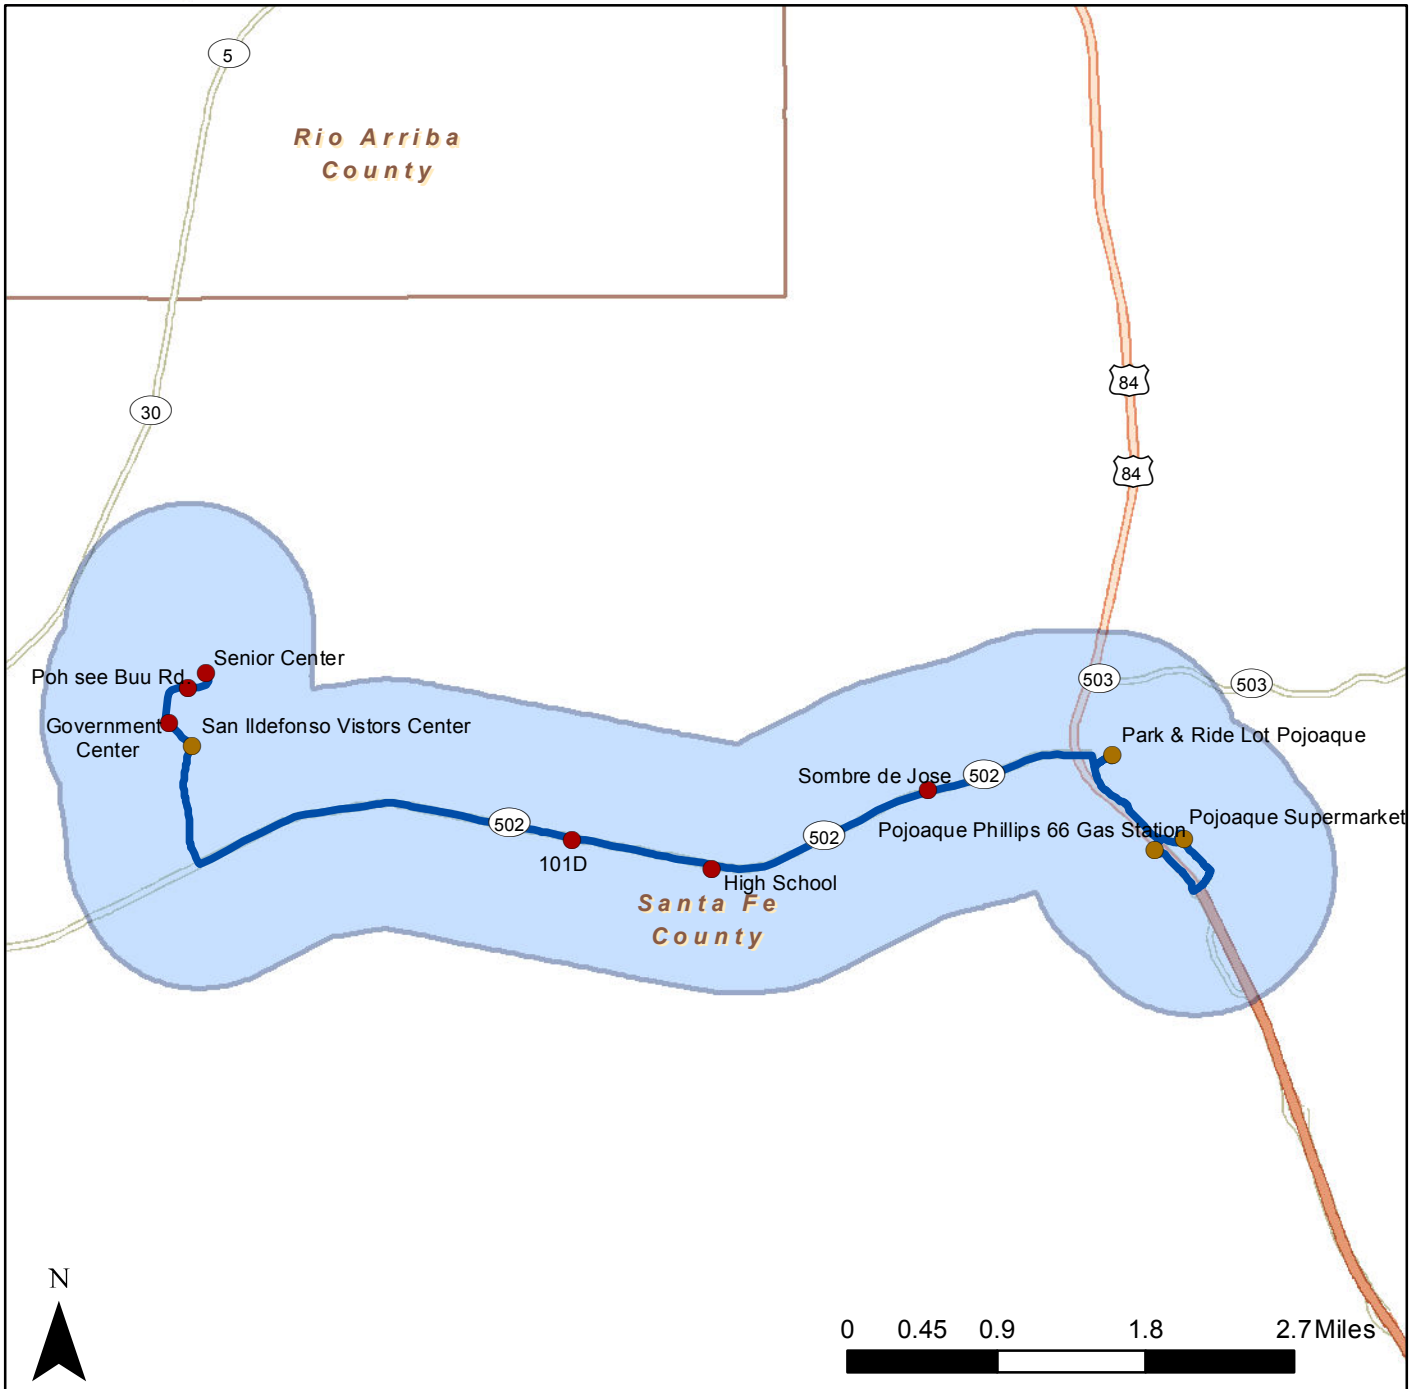 5
Rio Arriba
County
84
30
84
Senior Center
Poh see Buu Rd.
503
503
Government
Center
San Ildefonso Vistors Center
Park & Ride Lot Pojoaque
Sombre de Jose
502
502
Pojoaque Supermarket
502
Pojoaque Phillips 66 Gas Station
101D
High School
Santa Fe
County
N
0 0.45 0.9 1.8 2.7 Miles